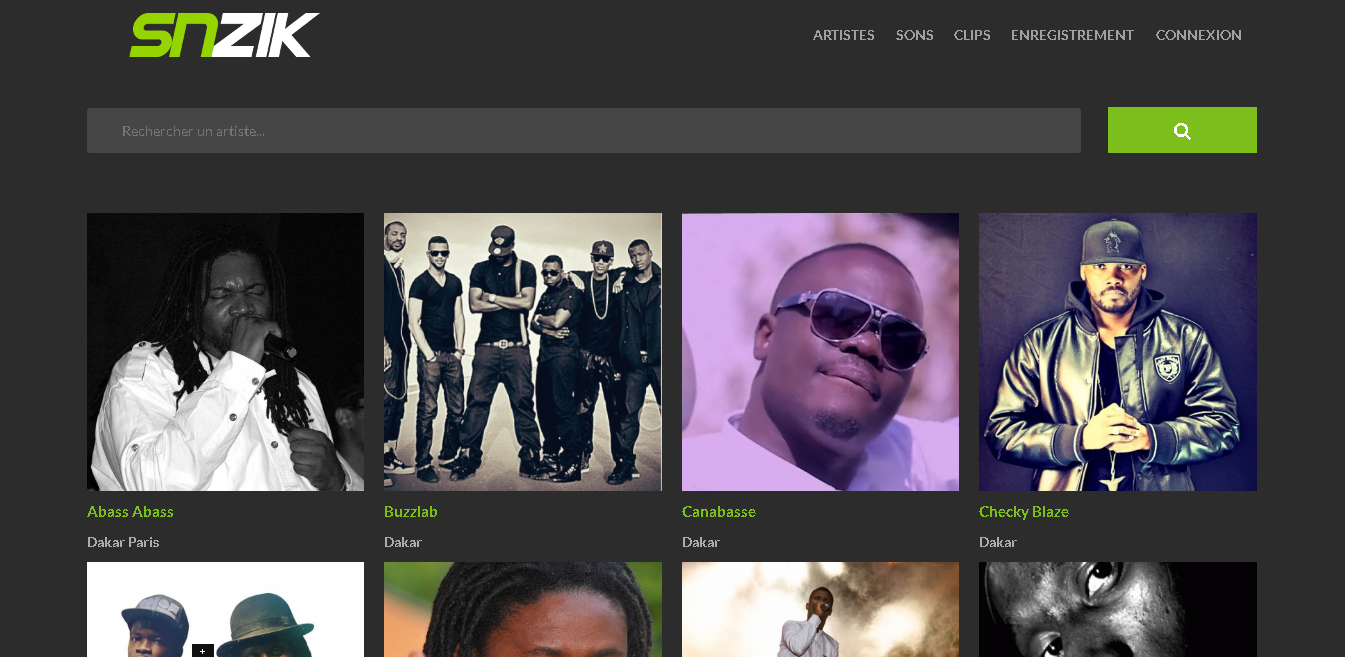 snZIK
ARTISTES SONS CLIPS ENREGISTREMENT CONNEXION
Rechercher un artiste...
Abass Abass
Buzzlab
Canabasse
Checky Blaze
Dakar Paris
Dakar
Dakar
Dakar
+